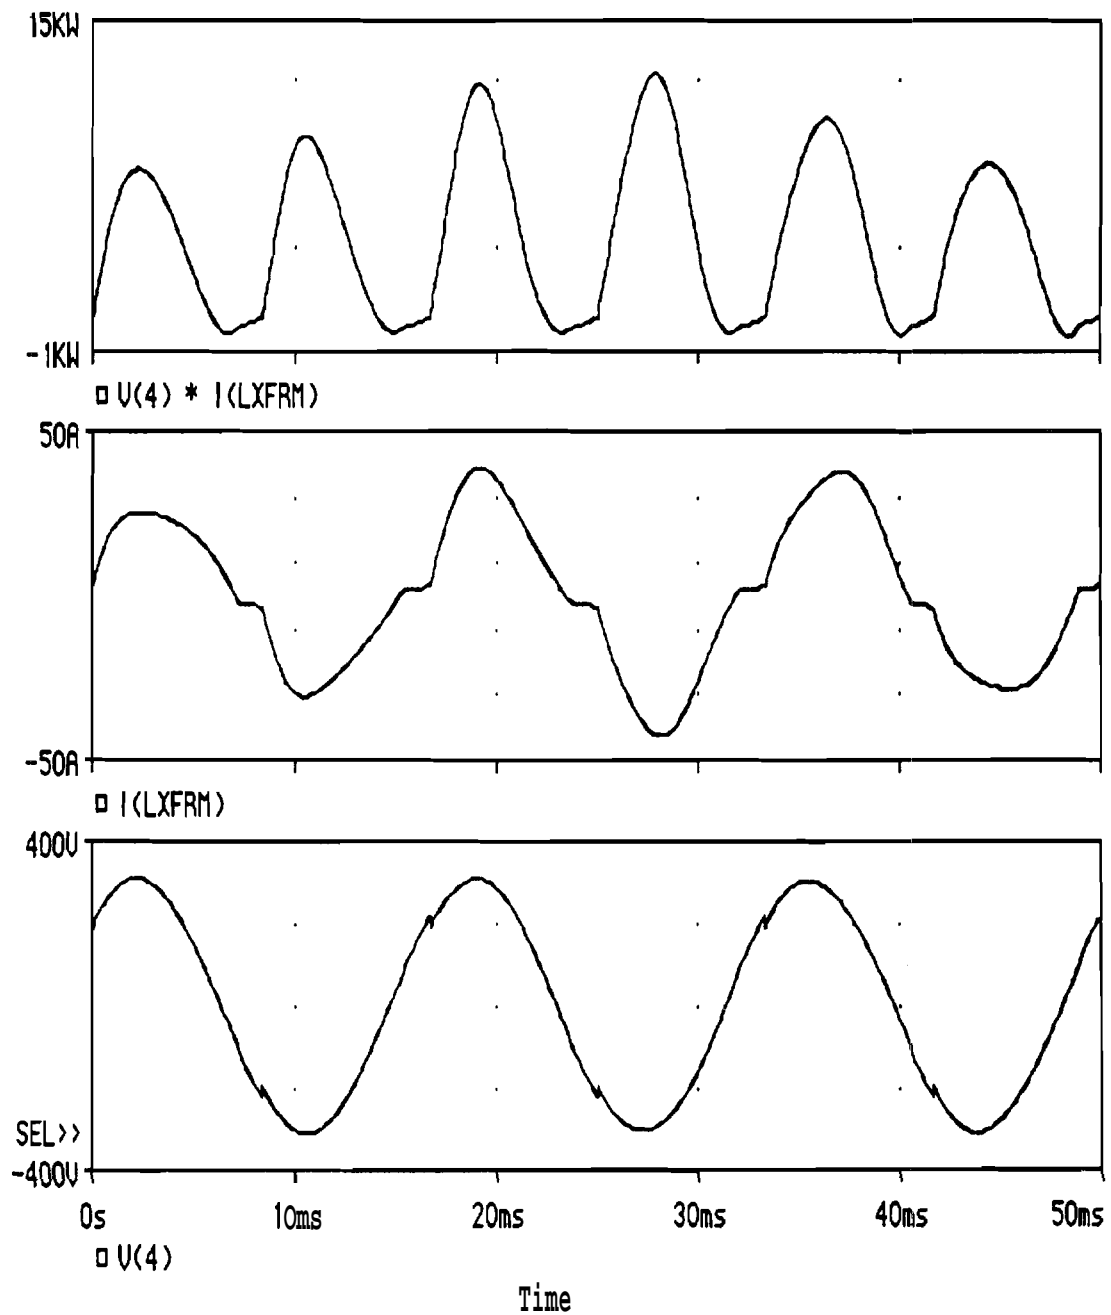 15KW
-1KW
□ V(4) * I(LXFRM)
50A
-50A
□ I(LXFRM)
400V
SEL>>
-400V
0s 10ms 20ms 30ms 40ms 50ms
□ V(4)
Time